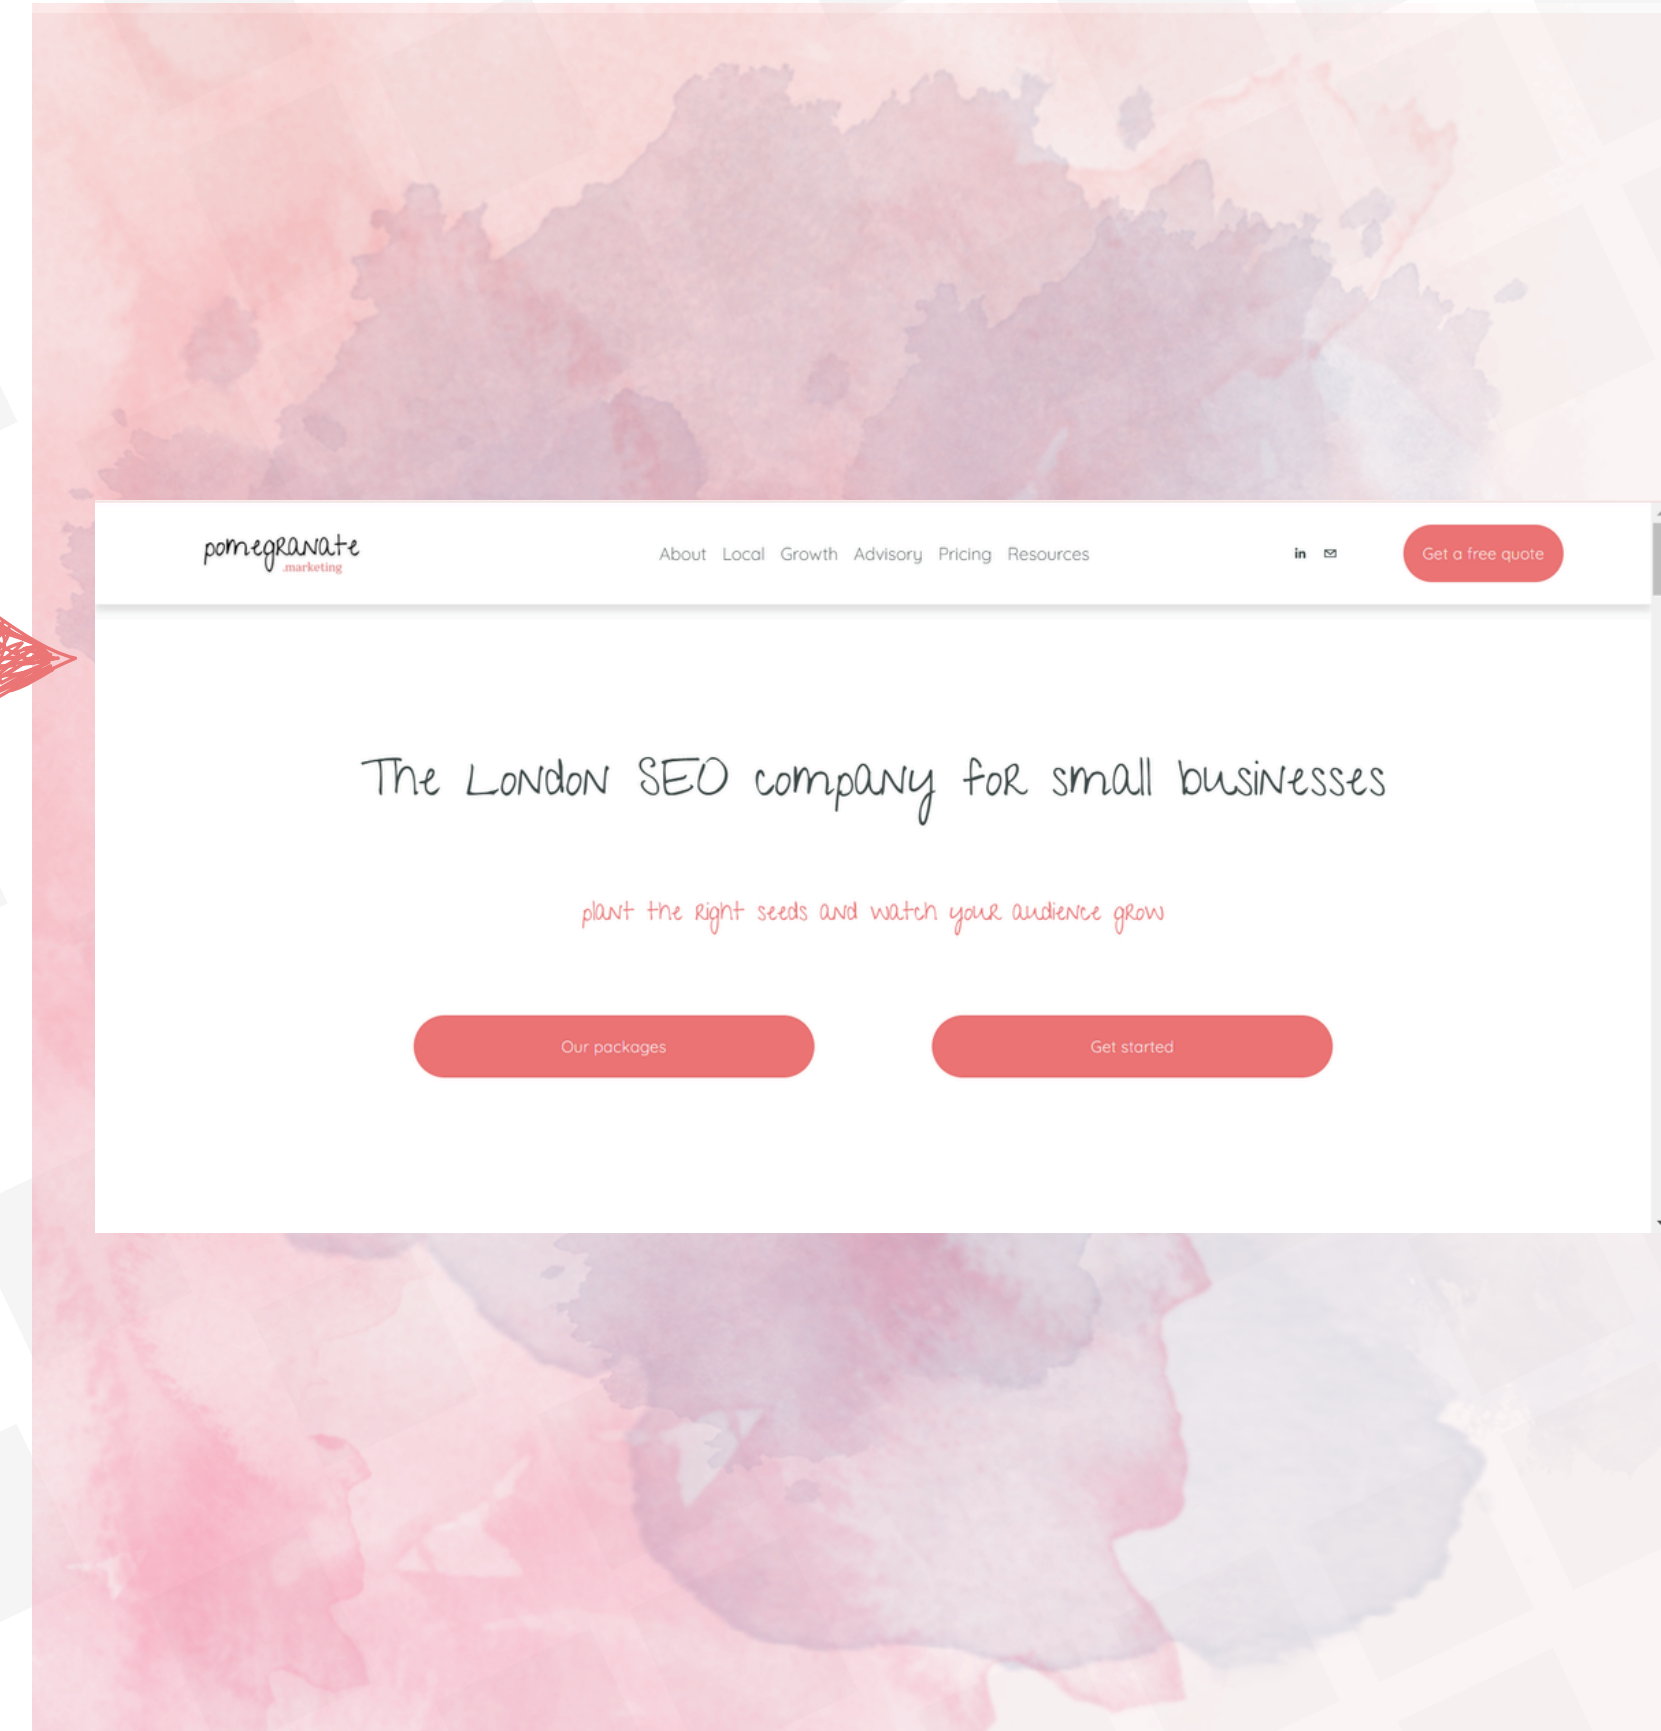 pomegranate
.marketing
About Local Growth Advisory Pricing Resources
in
Get a free quote
The London SEO company for small businesses
plant the right seeds and watch your audience grow
Our packages
Get started